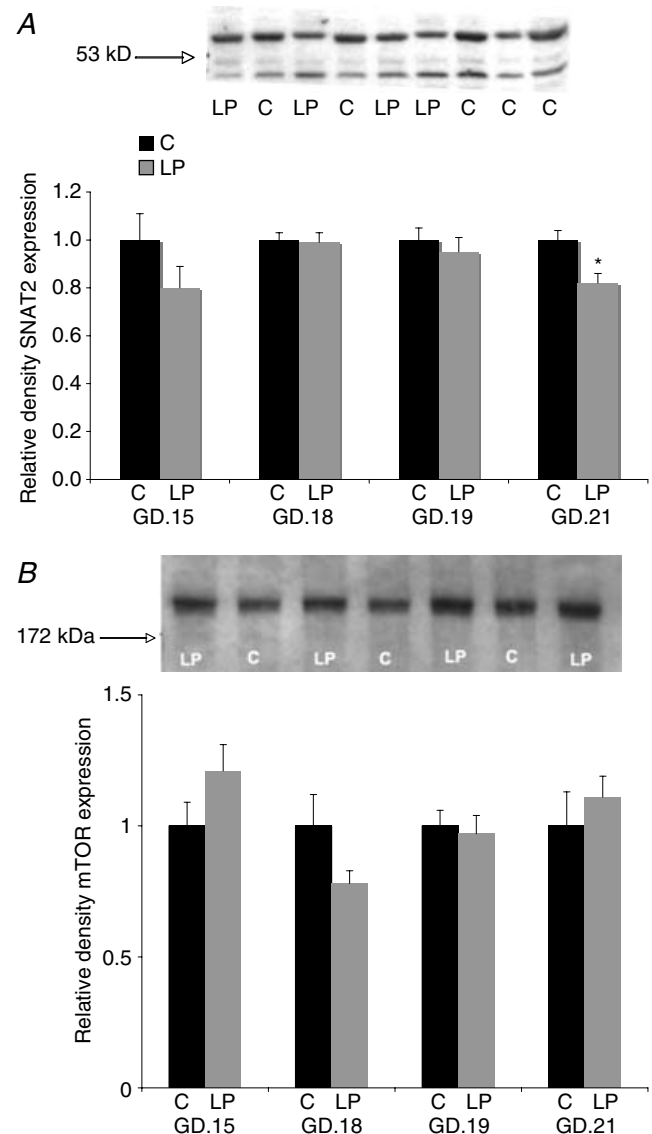 A
53 kD
LP C LP C LP LP C C C
C
LP
Relative density SNAT2 expression
1.2
1.0
0.8
0.6
0.4
0.2
0.0
*
C LP C LP C LP C LP
GD.15 GD.18 GD.19 GD.21
B
172 kDa
LP C LP C LP C LP
Relative density mTOR expression
1.5
1
0.5
0
C LP C LP C LP C LP
GD.15 GD.18 GD.19 GD.21